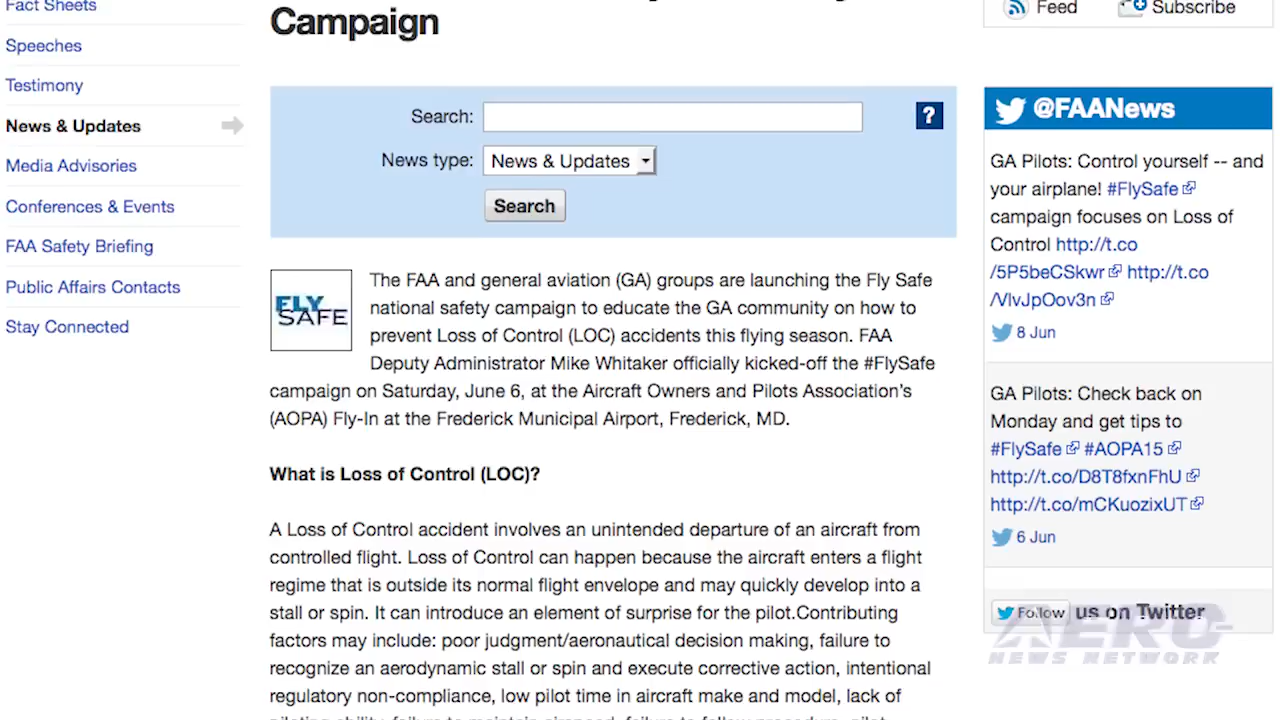 Fact Sheets
Speeches
Testimony
News & Updates
Media Advisories
Conferences & Events
FAA Safety Briefing
Public Affairs Contacts
Stay Connected
Campaign
Search:
?
News type: News & Updates
Search
FLY
SAFE
The FAA and general aviation (GA) groups are launching the Fly Safe
national safety campaign to educate the GA community on how to
prevent Loss of Control (LOC) accidents this flying season. FAA
Deputy Administrator Mike Whitaker officially kicked-off the #FlySafe
campaign on Saturday, June 6, at the Aircraft Owners and Pilots Association's
(AOPA) Fly-In at the Frederick Municipal Airport, Frederick, MD.
What is Loss of Control (LOC)?
A Loss of Control accident involves an unintended departure of an aircraft from
controlled flight. Loss of Control can happen because the aircraft enters a flight
regime that is outside its normal flight envelope and may quickly develop into a
stall or spin. It can introduce an element of surprise for the pilot.Contributing
factors may include: poor judgment/aeronautical decision making, failure to
recognize an aerodynamic stall or spin and execute corrective action, intentional
regulatory non-compliance, low pilot time in aircraft make and model, lack of
piloting ability, failure to maintain airspeed, failure to follow procedure, pilot
Feed Subscribe
@FAANews
GA Pilots: Control yourself -- and
your airplane! #FlySafe
campaign focuses on Loss of
Control http://t.co
/5P5beCSkwr http://t.co
/VlvJpOov3n
8 Jun
GA Pilots: Check back on
Monday and get tips to
#FlySafe #AOPA15
http://t.co/D8T8fxnFhU
http://t.co/mCKuozixUT
6 Jun
Follow us on Twitter
AERO
NEWS NETWORK